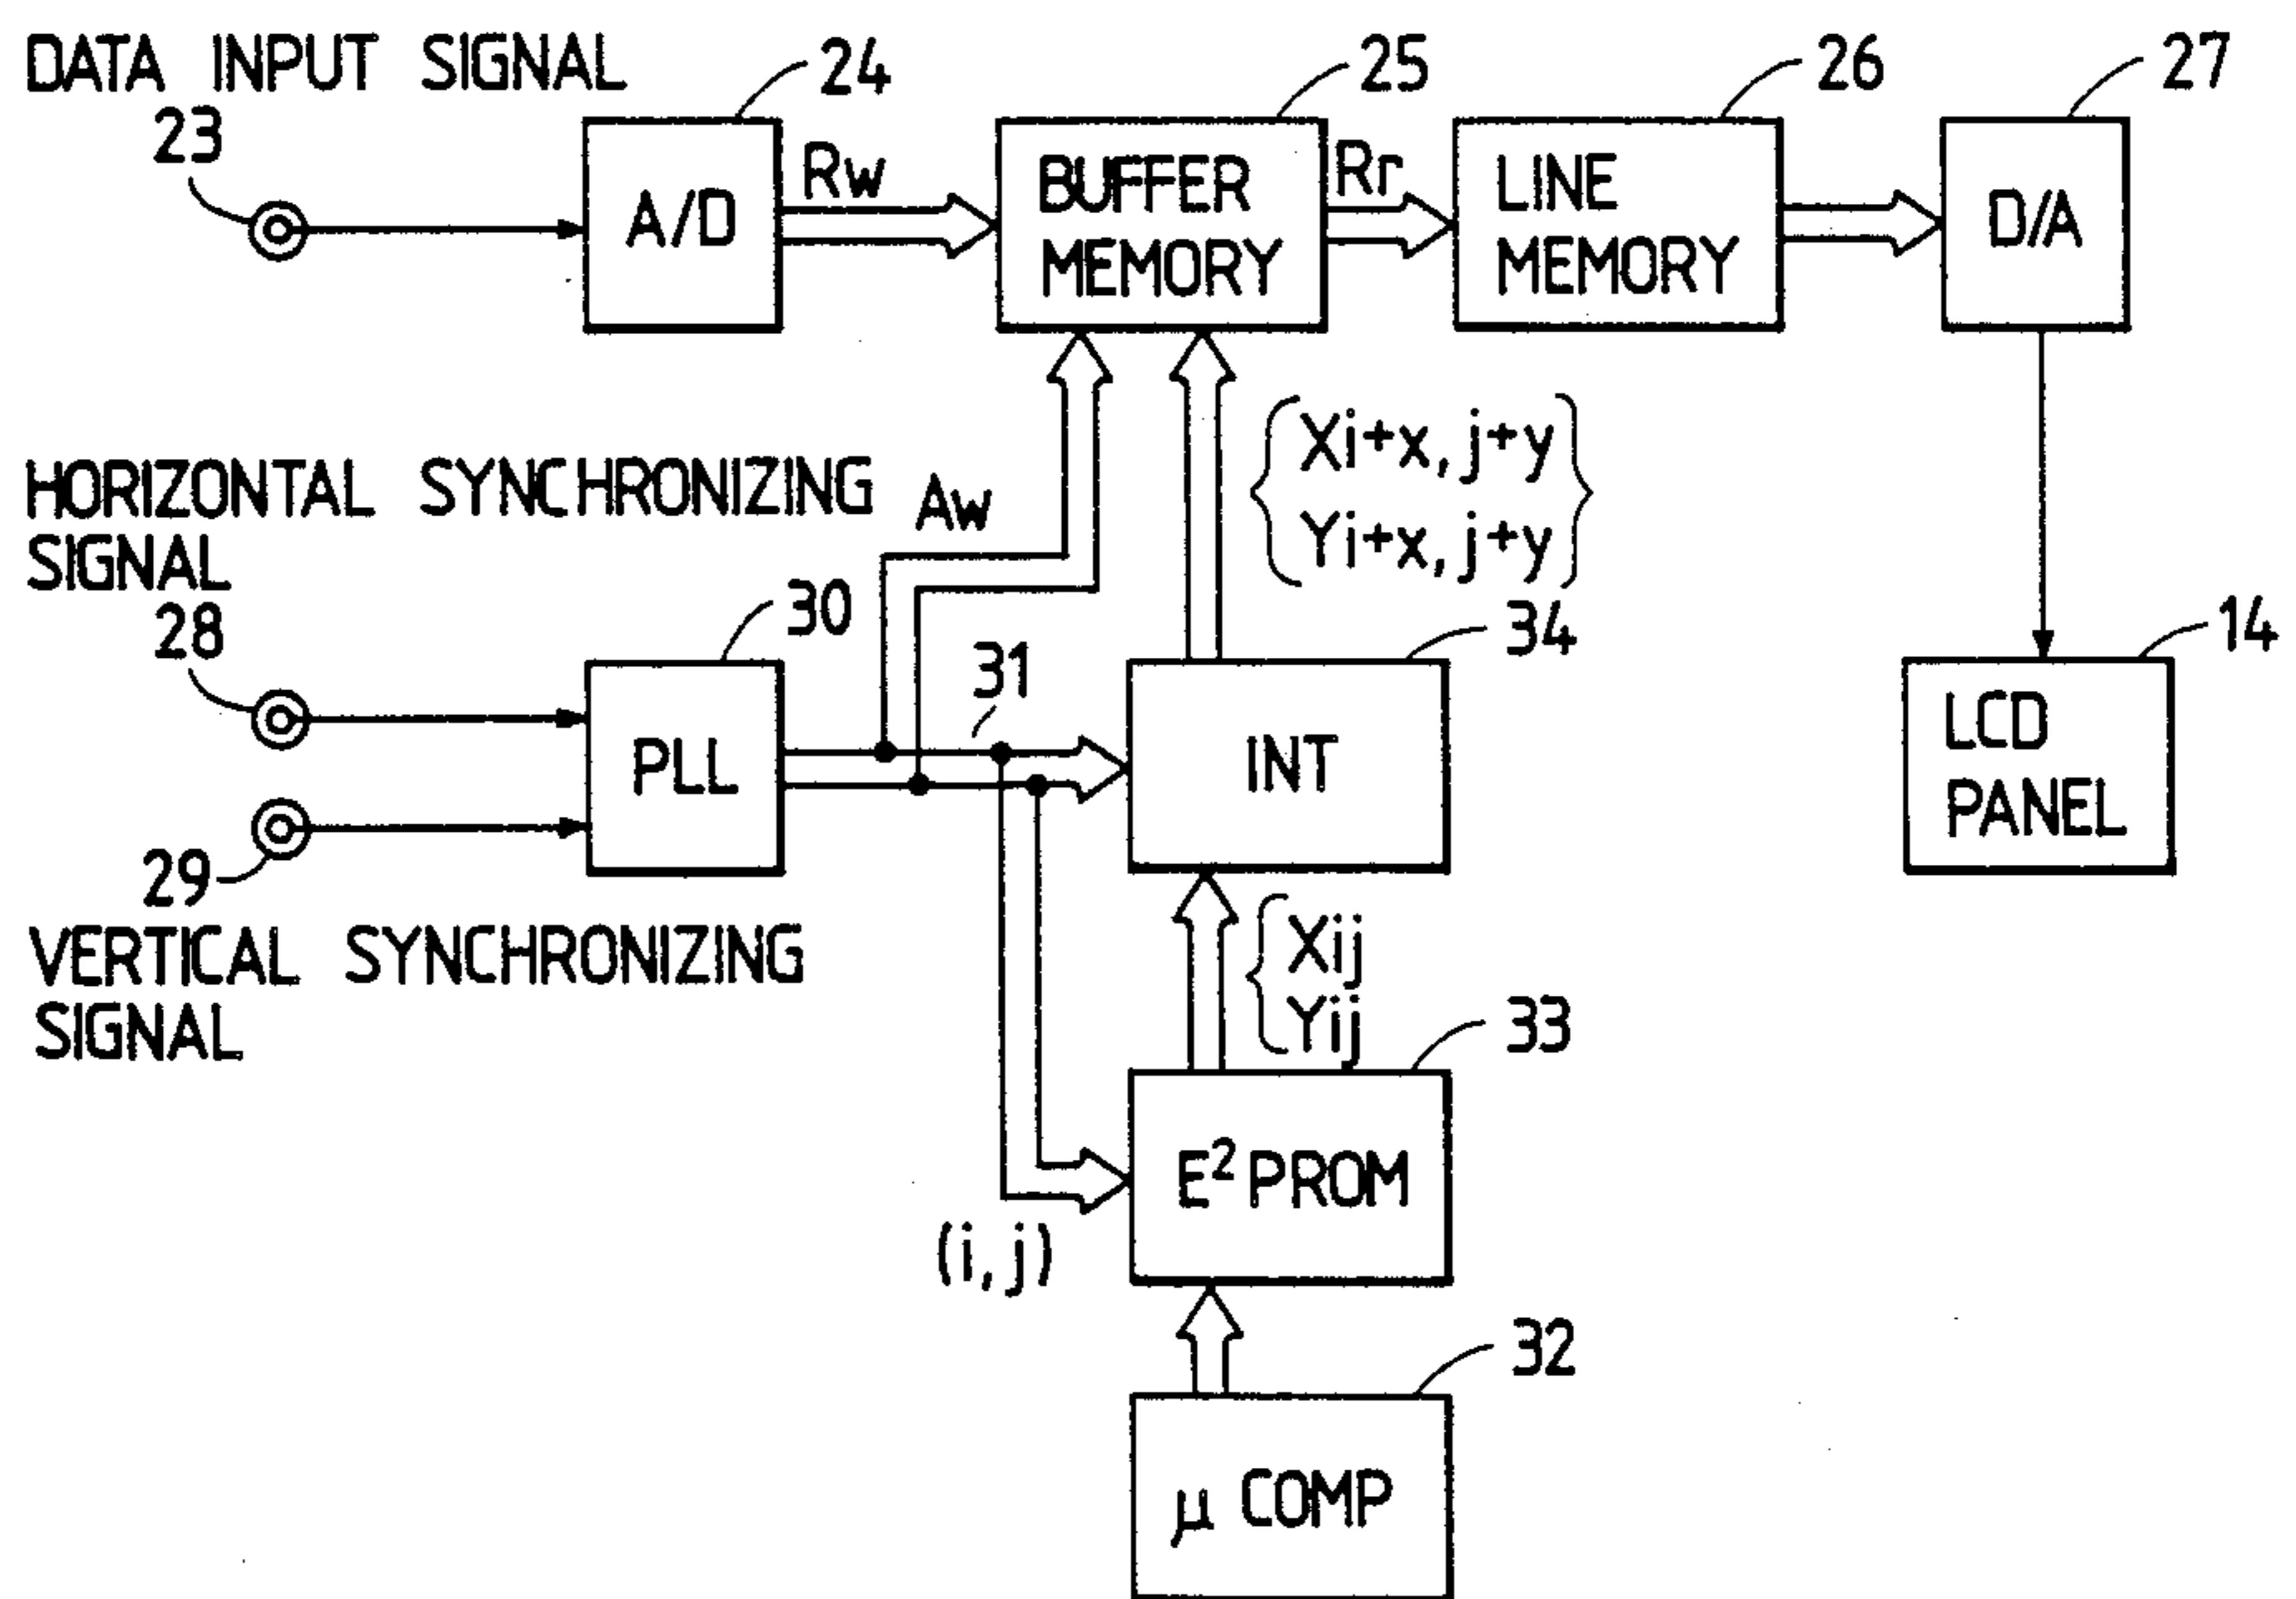 DATA INPUT SIGNAL
23
24
25
26
27
A/D
Rw
BUFFER
MEMORY
Rr
LINE
MEMORY
D/A
HORIZONTAL SYNCHRONIZING
SIGNAL
28
Aw
Xi+x, j+y
Yi+x, j+y
30
31
34
14
PLL
INT
LCD
PANEL
29
VERTICAL SYNCHRONIZING
SIGNAL
Xij
Yij
33
E² PROM
(i, j)
32
μ COMP